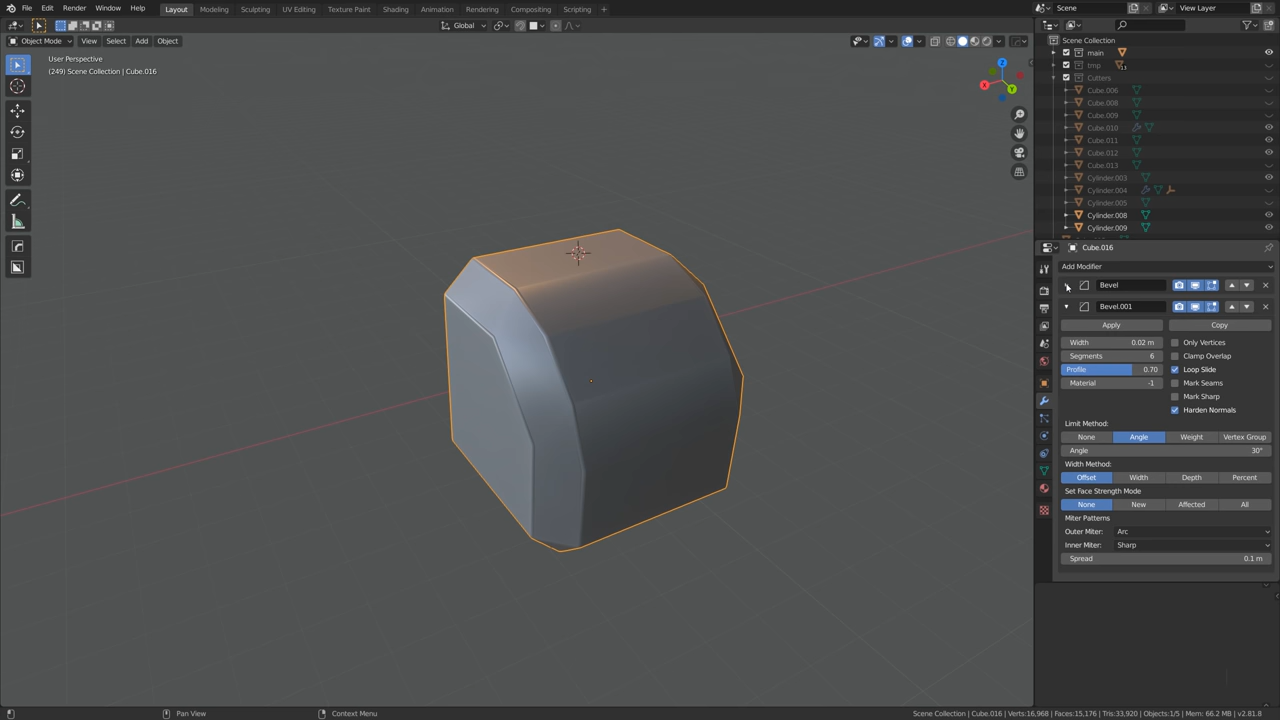 File Edit Render Window Help Layout Modeling Sculpting UV Editing Texture Paint Shading Animation Rendering Compositing Scripting + Scene View Layer
Global
Object Mode View Select Add Object
User Perspective
(249) Scene Collection | Cube.016
X
Y
Z
Scene Collection
main
tmp 13
Cutters
Cube.006
Cube.008
Cube.009
Cube.010
Cube.011
Cube.012
Cube.013
Cylinder.003
Cylinder.004
Cylinder.005
Cylinder.008
Cylinder.009
Cube.016
Add Modifier
Bevel
Bevel.001
Apply Copy
Width 0.02 m Only Vertices
Segments 6 Clamp Overlap
Profile 0.70 Loop Slide
Material -1 Mark Seams
Mark Sharp
Harden Normals
Limit Method:
None Angle Weight Vertex Group
Angle 30°
Width Method:
Offset Width Depth Percent
Set Face Strength Mode
None New Affected All
Miter Patterns
Outer Miter: Arc
Inner Miter: Sharp
Spread 0.1 m
Pan View Context Menu Scene Collection | Cube.016 | Verts:16,968 | Faces:15,176 | Tris:33,920 | Objects:1/5 | Mem: 66.2 MB | v2.81.8